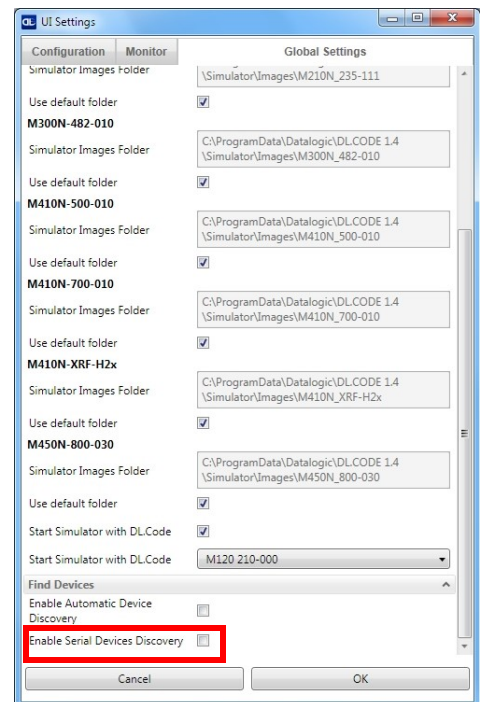 DL UI Settings
Configuration Monitor Global Settings
Simulator Images Folder
\Simulator\Images\M210N_235-111
Use default folder
M300N-482-010
Simulator Images Folder
C:\ProgramData\Datalogic\DL.CODE 1.4
\Simulator\Images\M300N_482-010
Use default folder
M410N-500-010
Simulator Images Folder
C:\ProgramData\Datalogic\DL.CODE 1.4
\Simulator\Images\M410N_500-010
Use default folder
M410N-700-010
Simulator Images Folder
C:\ProgramData\Datalogic\DL.CODE 1.4
\Simulator\Images\M410N_700-010
Use default folder
M410N-XRF-H2x
Simulator Images Folder
C:\ProgramData\Datalogic\DL.CODE 1.4
\Simulator\Images\M410N_XRF-H2x
Use default folder
M450N-800-030
Simulator Images Folder
C:\ProgramData\Datalogic\DL.CODE 1.4
\Simulator\Images\M450N_800-030
Use default folder
Start Simulator with DL.Code
Start Simulator with DL.Code M120 210-000
Find Devices
Enable Automatic Device
Discovery
Enable Serial Devices Discovery
Cancel OK